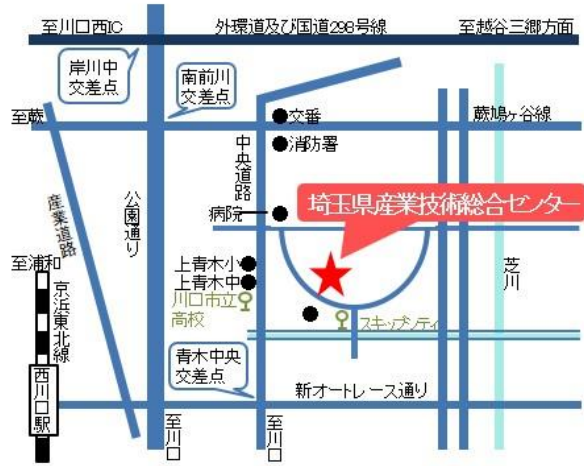 至川口西IC
外環道及び国道298号線
至越谷三郷方面
岸川中
交差点
南前川
交差点
至蕨
交番
蕨鳩ヶ谷線
消防署
中央道路
産業道路
公園通り
病院
埼玉県産業技術総合センター
至浦和
上青木小
上青木中
川口市立
高校
京浜東北線
芝川
スキップシティ
青木中央
交差点
西川口駅
新オートレース通り
至川口
至川口